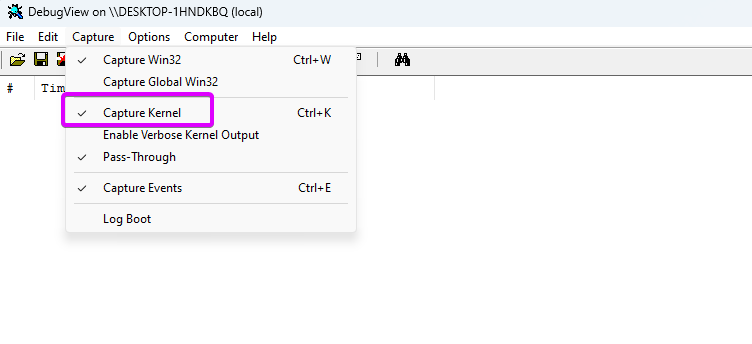 DebugView on \\DESKTOP-1HNDKBQ (local)
File Edit Capture Options Computer Help
# Tim
Capture Win32 Ctrl+W
Capture Global Win32
Capture Kernel Ctrl+K
Enable Verbose Kernel Output
Pass-Through
Capture Events Ctrl+E
Log Boot